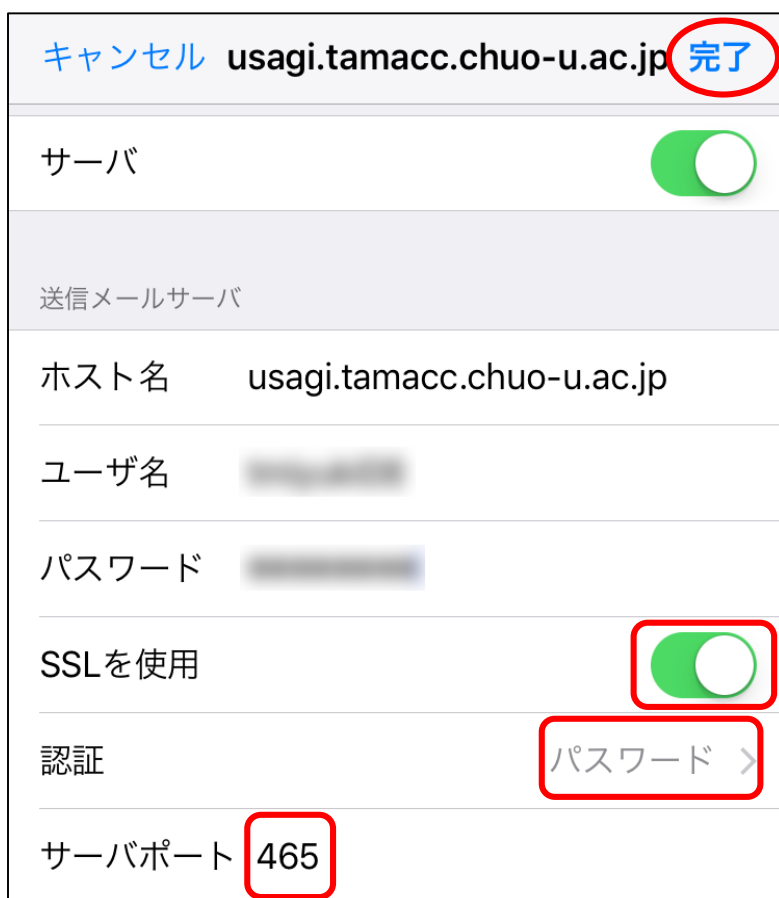 キャンセル usagi.tamacc.chuo-u.ac.jp 完了
サーバ
送信メールサーバ
ホスト名 usagi.tamacc.chuo-u.ac.jp
ユーザ名
パスワード
SSLを使用
認証 パスワード
サーバポート 465